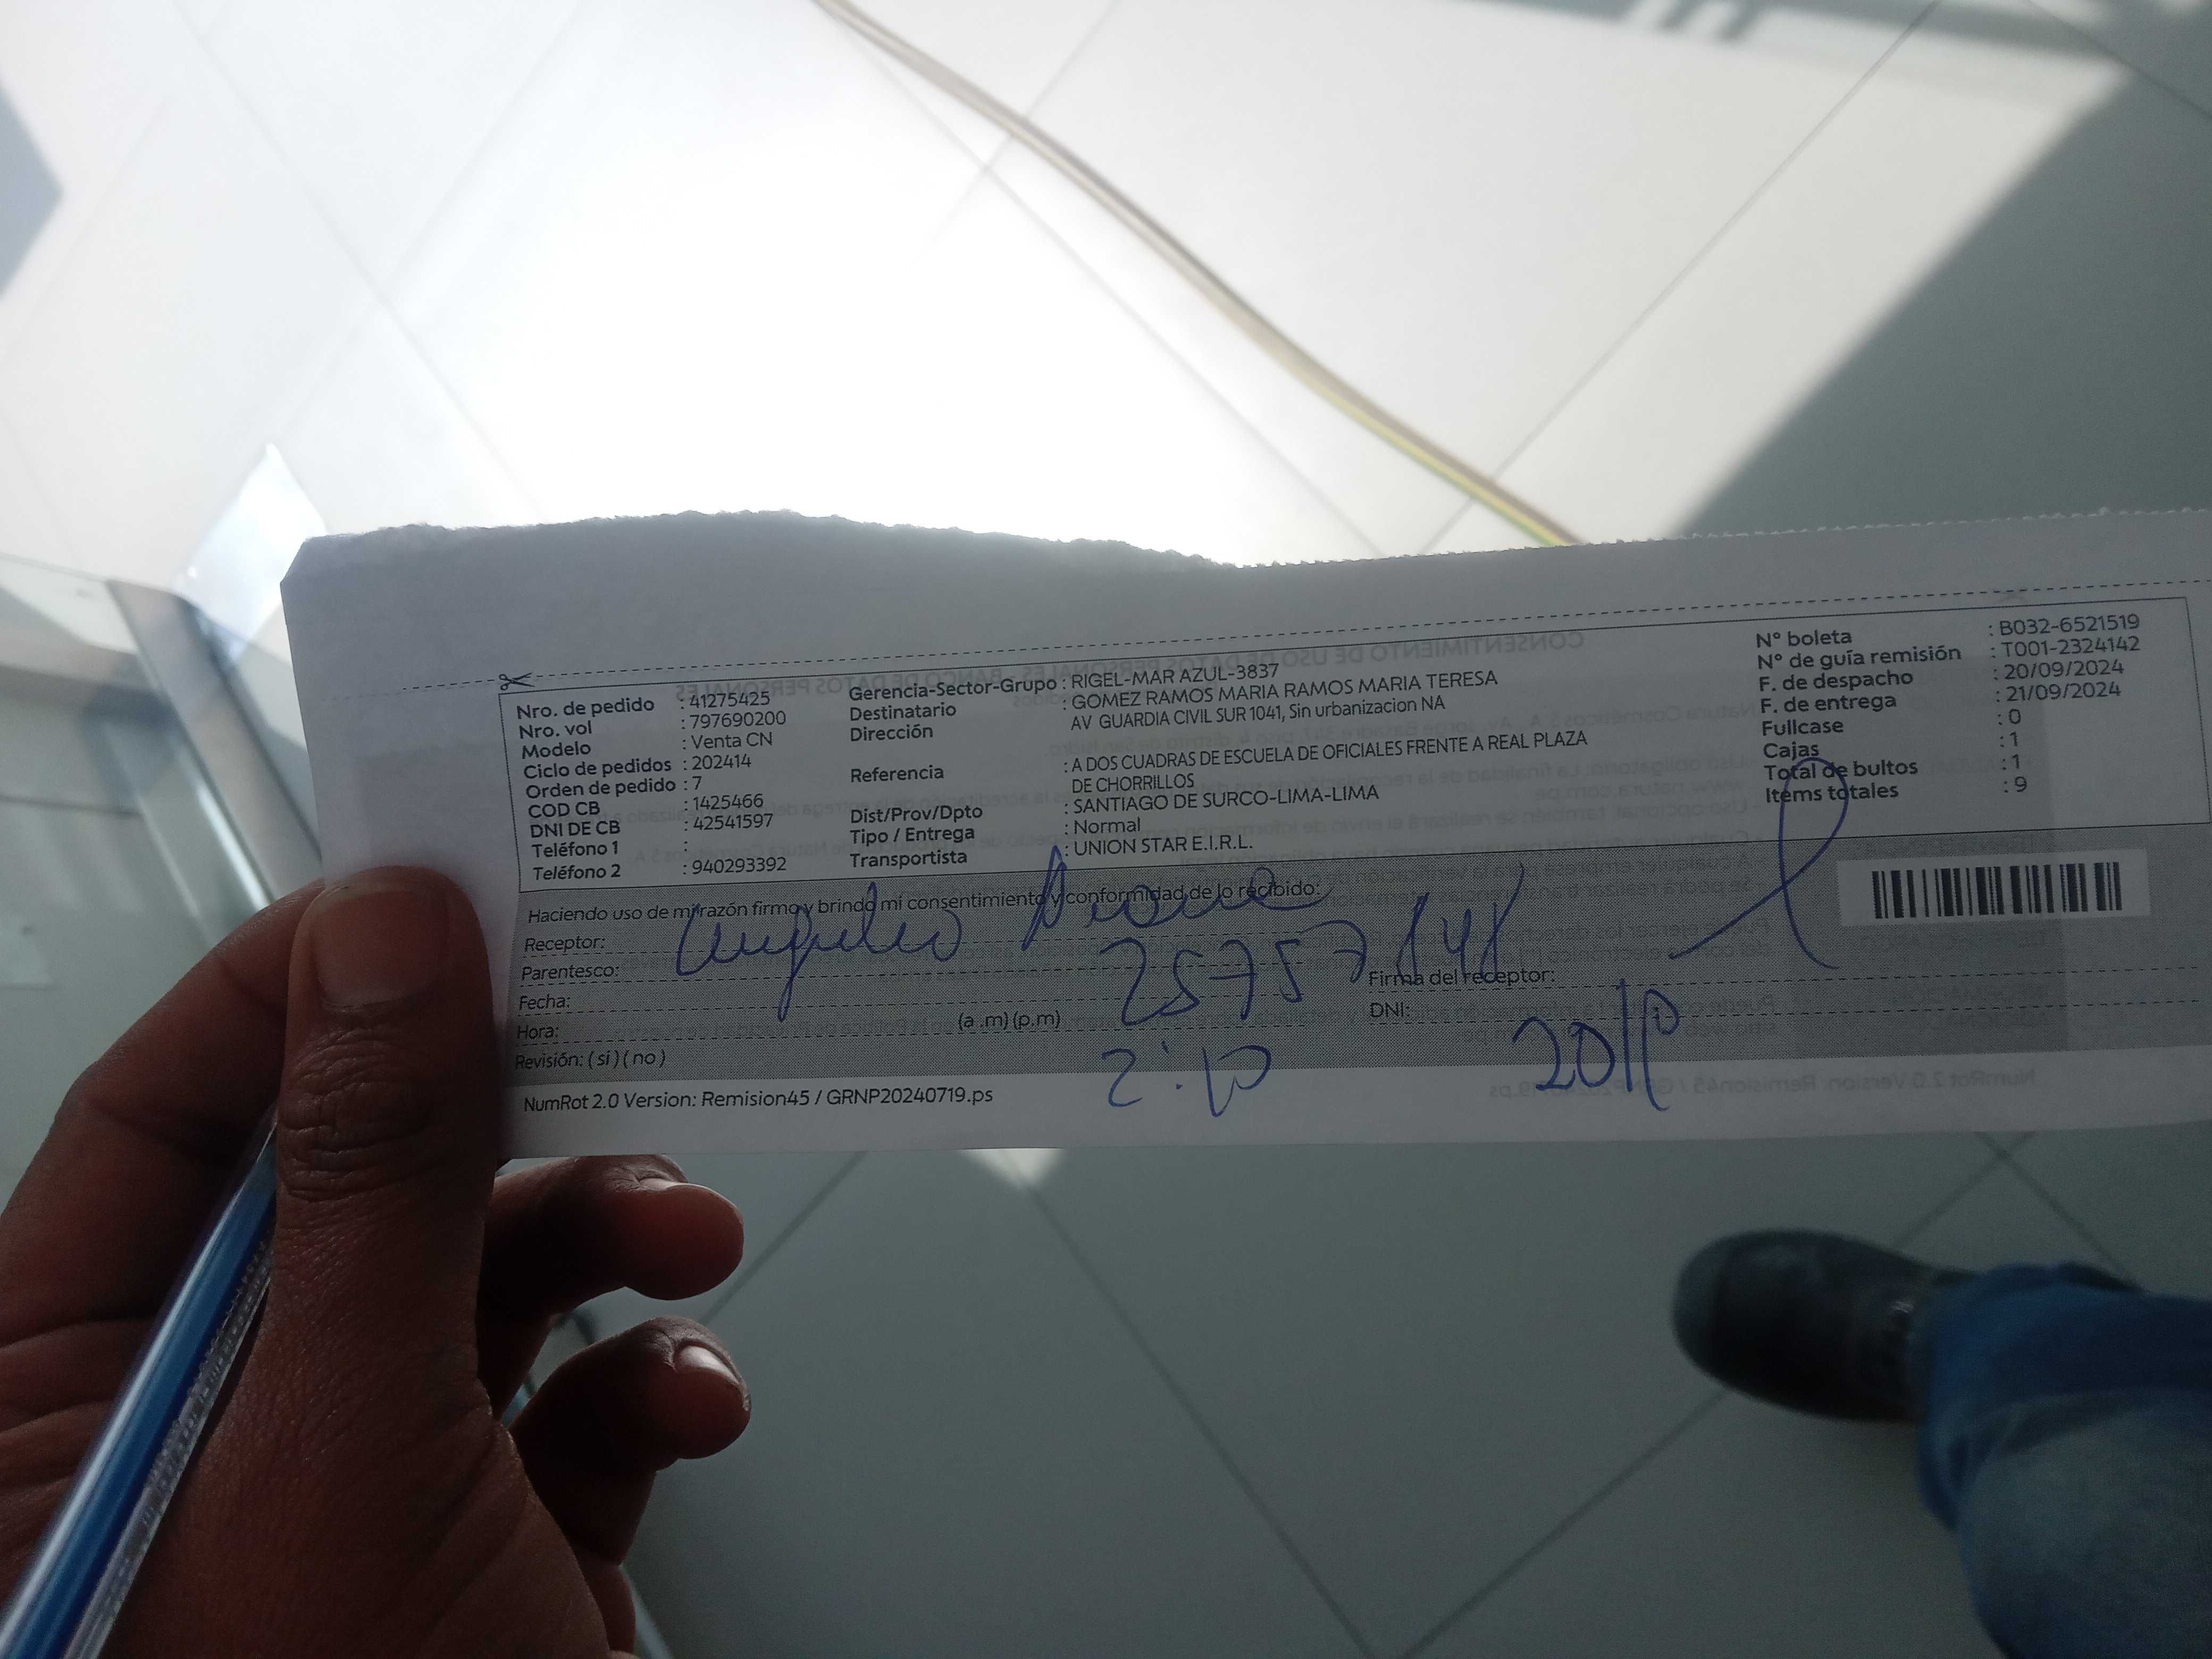 Nro. de pedido : 41275425
Nro. vol : 797690200
Modelo : Venta CN
Ciclo de pedidos : 202414
Orden de pedido : 7
COD CB : 1425466
DNI DE CB : 42541597
Teléfono 1 :
Teléfono 2 : 940293392
Gerencia-Sector-Grupo : RIGEL-MAR AZUL-3837
Destinatario : GOMEZ RAMOS MARIA RAMOS MARIA TERESA
Dirección AV GUARDIA CIVIL SUR 1041, Sin urbanizacion NA
Referencia : A DOS CUADRAS DE ESCUELA DE OFICIALES FRENTE A REAL PLAZA
DE CHORRILLOS
Dist/Prov/Dpto : SANTIAGO DE SURCO-LIMA-LIMA
Tipo / Entrega : Normal
Transportista : UNION STAR E.I.R.L.
N° boleta : B032-6521519
N° de guía remisión : T001-2324142
F. de despacho : 20/09/2024
F. de entrega : 21/09/2024
Fullcase : 0
Cajas : 1
Total de bultos : 1
Items totales : 9
Haciendo uso de mi razón firmo y brindo mi consentimiento y conformidad de lo recibido:
Receptor:
Parentesco:
Fecha:
Hora: (a .m) (p.m)
Revisión: ( si ) ( no )
Firma del receptor:
DNI:
2:10
NumRot 2.0 Version: Remision45 / GRNP20240719.ps